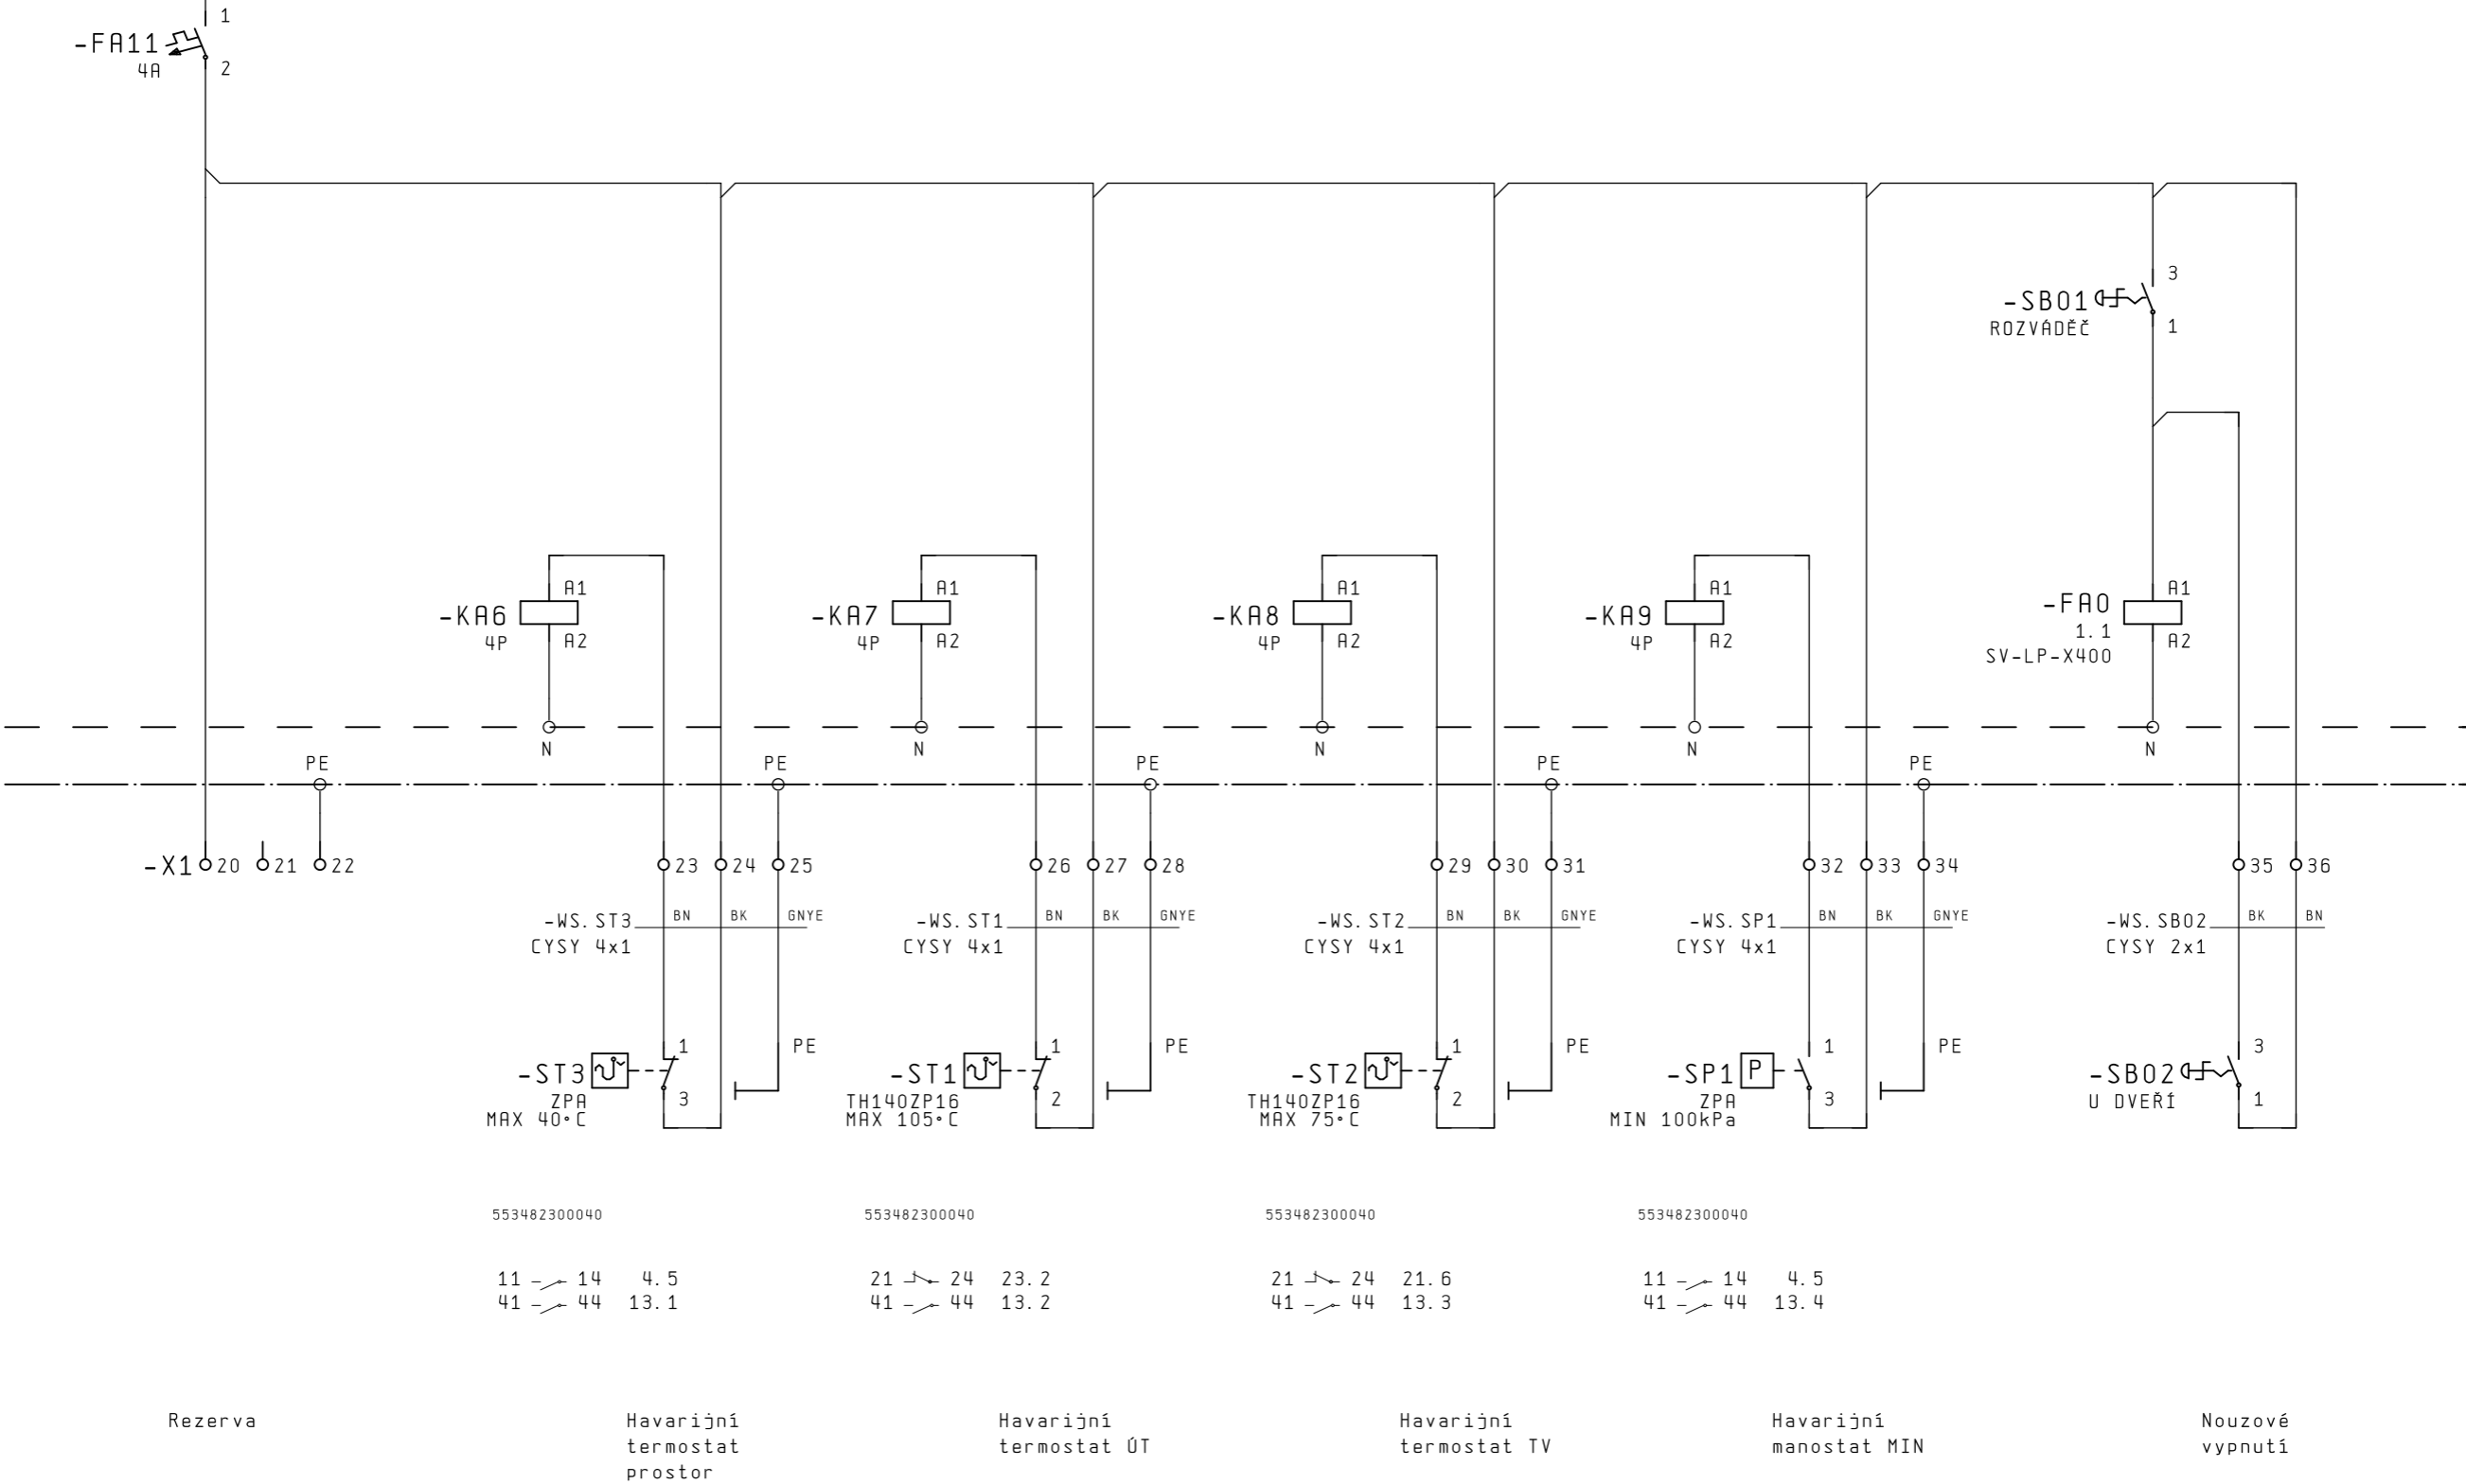 1
-FA11
4A
2
3
-SB01
ROZVÁDĚČ
1
A1
-KA6
4P
A2
A1
-KA7
4P
A2
A1
-KA8
4P
A2
A1
-KA9
4P
A2
A1
-FA0
1.1
A2
SV-LP-X400
N
N
N
N
N
PE
PE
PE
PE
PE
-X1 20 21 22 23 24 25 26 27 28 29 30 31 32 33 34 35 36
-WS.ST3 BN BK GNYE
CYSY 4x1
-WS.ST1 BN BK GNYE
CYSY 4x1
-WS.ST2 BN BK GNYE
CYSY 4x1
-WS.SP1 BN BK GNYE
CYSY 4x1
-WS.SB02 BK BN
CYSY 2x1
1 PE
-ST3
ZPA 3
MAX 40°C
1 PE
-ST1
TH140ZP16 2
MAX 105°C
1 PE
-ST2
TH140ZP16 2
MAX 75°C
1 PE
-SP1 P
ZPA 3
MIN 100kPa
3
-SB02
U DVEŘÍ 1
553482300040
553482300040
553482300040
553482300040
11 14 4.5
41 44 13.1
21 24 23.2
41 44 13.2
21 24 21.6
41 44 13.3
11 14 4.5
41 44 13.4
Rezerva
Havarijní
termostat
prostor
Havarijní
termostat ÚT
Havarijní
termostat TV
Havarijní
manostat MIN
Nouzové
vypnutí